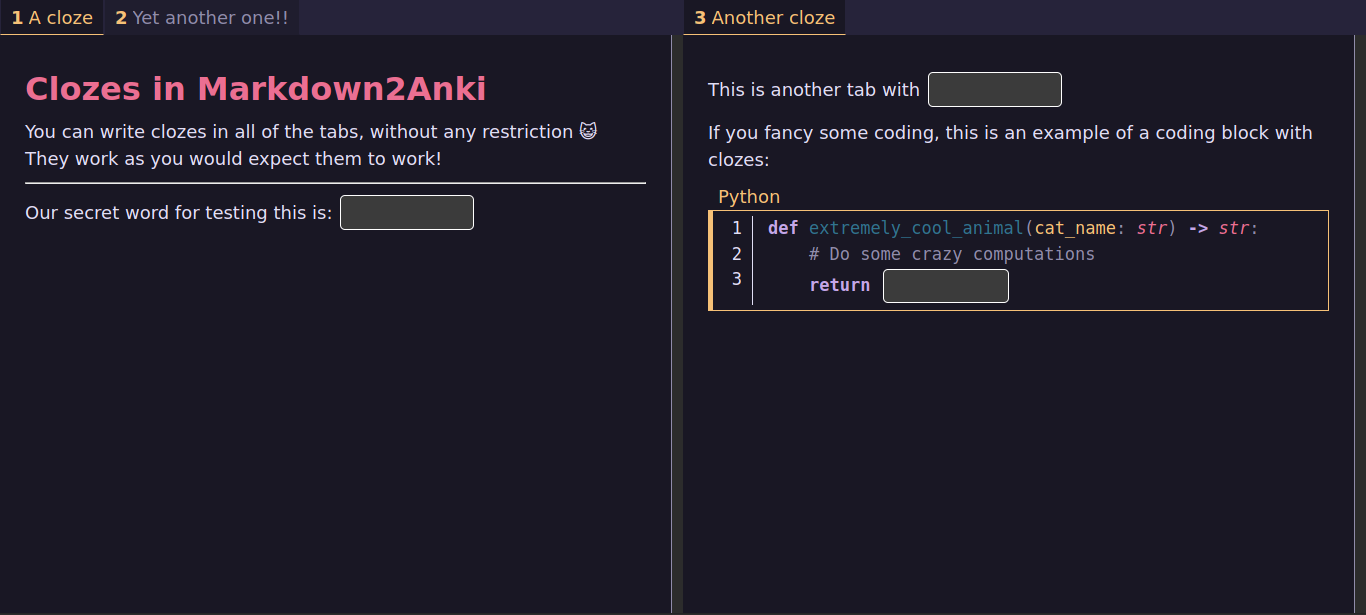 1 A cloze
2 Yet another one!!
Clozes in Markdown2Anki
You can write clozes in all of the tabs, without any restriction 😺
They work as you would expect them to work!
Our secret word for testing this is:
3 Another cloze
This is another tab with
If you fancy some coding, this is an example of a coding block with
clozes:
Python
1 def extremely_cool_animal(cat_name: str) -> str:
2     # Do some crazy computations
3     return